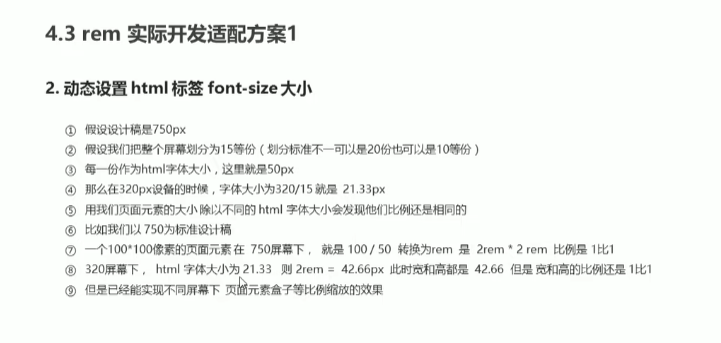 4.3 rem 实际开发适配方案1
2. 动态设置 html 标签 font-size 大小
① 假设设计稿是750px
② 假设我们把整个屏幕划分为15等份（划分标准不一可以是20份也可以是10等份）
③ 每一份作为html字体大小，这里就是50px
④ 那么在320px设备的时候，字体大小为320/15 就是 21.33px
⑤ 用我们页面元素的大小 除以不同的 html 字体大小会发现他们比例还是相同的
⑥ 比如我们以 750为标准设计稿
⑦ 一个100*100像素的页面元素 在 750屏幕下， 就是 100 / 50 转换为rem 是 2rem * 2 rem 比例是 1比1
⑧ 320屏幕下， html 字体大小为 21.33 则 2rem = 42.66px 此时宽和高都是 42.66 但是 宽和高的比例还是 1比1
⑨ 但是已经能实现不同屏幕下 页面元素盒子等比例缩放的效果